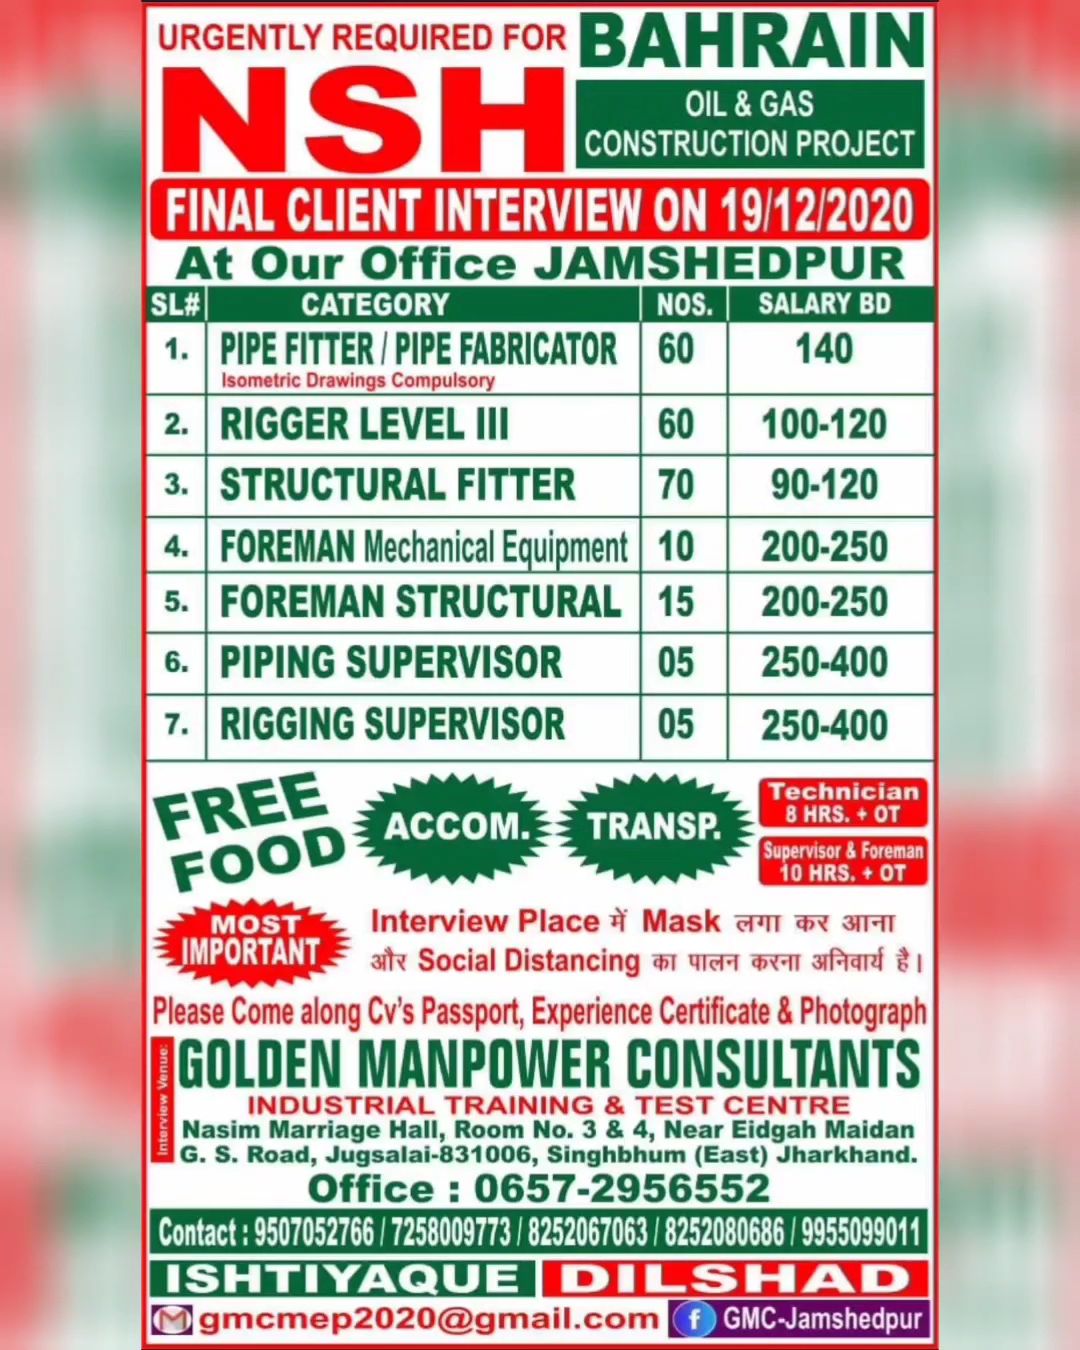 URGENTLY REQUIRED FOR
NSH
BAHRAIN
OIL & GAS
CONSTRUCTION PROJECT
FINAL CLIENT INTERVIEW ON 19/12/2020
At Our Office JAMSHEDPUR
SL# CATEGORY NOS. SALARY BD
1. PIPE FITTER / PIPE FABRICATOR 60 140
Isometric Drawings Compulsory
2. RIGGER LEVEL III 60 100-120
3. STRUCTURAL FITTER 70 90-120
4. FOREMAN Mechanical Equipment 10 200-250
5. FOREMAN STRUCTURAL 15 200-250
6. PIPING SUPERVISOR 05 250-400
7. RIGGING SUPERVISOR 05 250-400
FREE
FOOD
ACCOM.
TRANSP.
Technician
8 HRS. + OT
Supervisor & Foreman
10 HRS. + OT
MOST
IMPORTANT
Interview Place में Mask लगा कर आना
और Social Distancing का पालन करना अनिवार्य है।
Please Come along Cv's Passport, Experience Certificate & Photograph
Interview Venue:
GOLDEN MANPOWER CONSULTANTS
INDUSTRIAL TRAINING & TEST CENTRE
Nasim Marriage Hall, Room No. 3 & 4, Near Eidgah Maidan
G. S. Road, Jugsalai-831006, Singhbhum (East) Jharkhand.
Office : 0657-2956552
Contact : 9507052766 / 7258009773 / 8252067063 / 8252080686 / 9955099011
ISHTIYAQUE DILSHAD
gmcmep2020@gmail.com f GMC-Jamshedpur